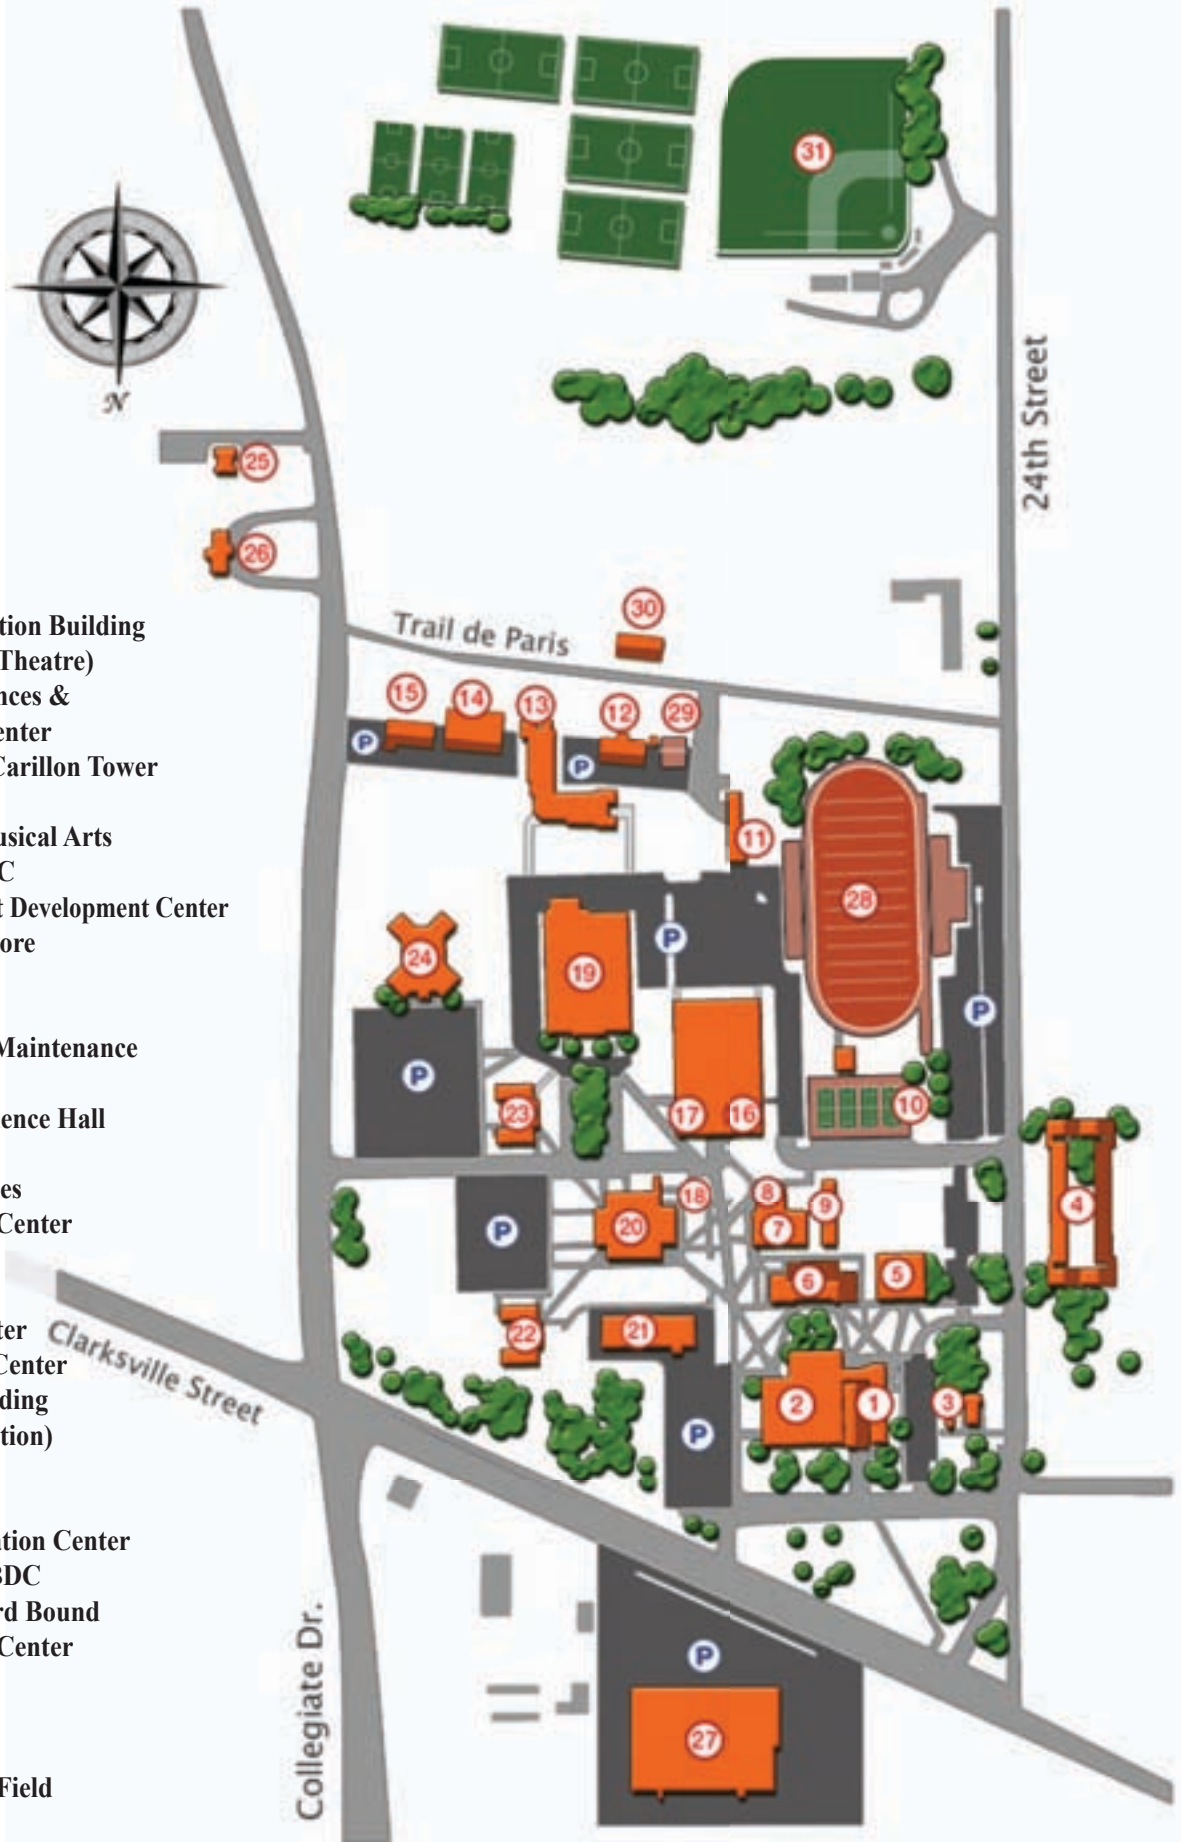 31
24th Street
N
25
26
30
Trail de Paris
15
14
13
12
29
P
P
11
28
24
19
P
P
P
10
23
17
16
4
18
8
9
20
7
P
6
5
22
21
2
1
3
P
Clarksville Street
P
27
Collegiate Dr.
tion Building
Theatre)
nces &
enter
Carillon Tower
usical Arts
C
t Development Center
ore
Maintenance
ence Hall
es
Center
ter
Center
ding
tion)
ation Center
BDC
rd Bound
Center
Field